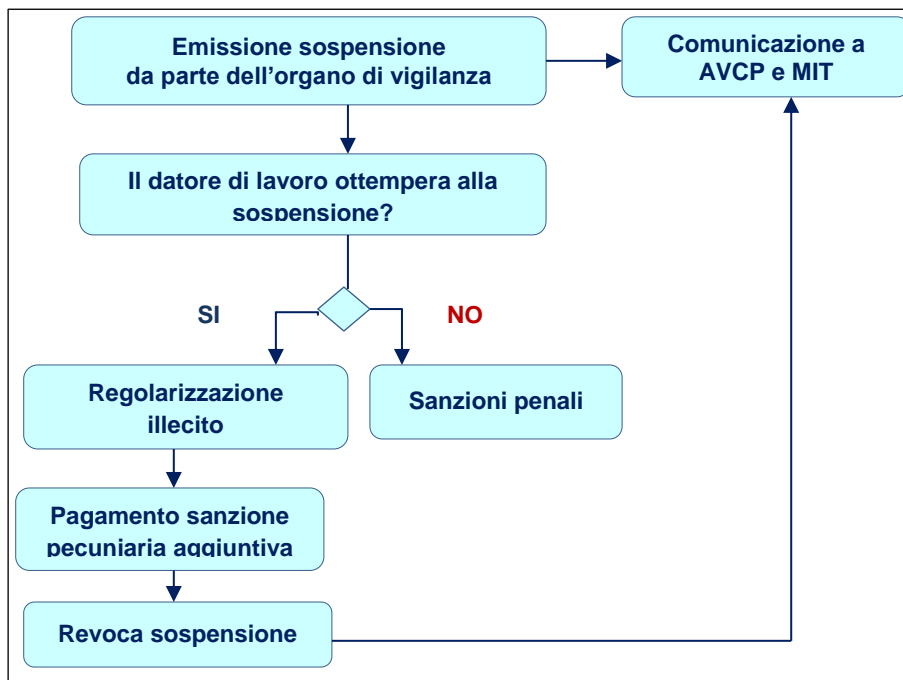 Emissione sospensione
da parte dell'organo di vigilanza
Comunicazione a
AVCP e MIT
Il datore di lavoro ottempera alla
sospensione?
SI
NO
Regolarizzazione
illecito
Sanzioni penali
Pagamento sanzione
pecuniaria aggiuntiva
Revoca sospensione